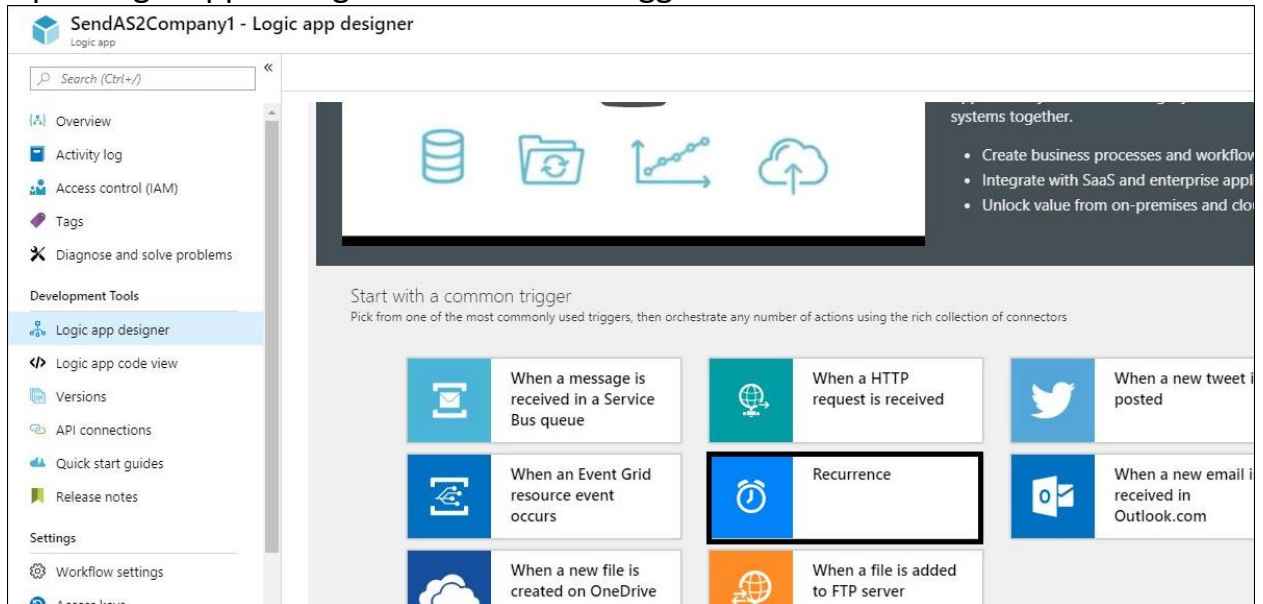 SendAS2Company1 - Logic app designer
Logic app
Search (Ctrl+/)
«
Overview
Activity log
Access control (IAM)
Tags
Diagnose and solve problems
Development Tools
Logic app designer
Logic app code view
Versions
API connections
Quick start guides
Release notes
Settings
Workflow settings
systems together.
• Create business processes and workflow
• Integrate with SaaS and enterprise appl
• Unlock value from on-premises and clo
Start with a common trigger
Pick from one of the most commonly used triggers, then orchestrate any number of actions using the rich collection of connectors
When a message is
received in a Service
Bus queue
When a HTTP
request is received
When a new tweet i
posted
When an Event Grid
resource event
occurs
Recurrence
When a new email i
received in
Outlook.com
When a new file is
created on OneDrive
When a file is added
to FTP server